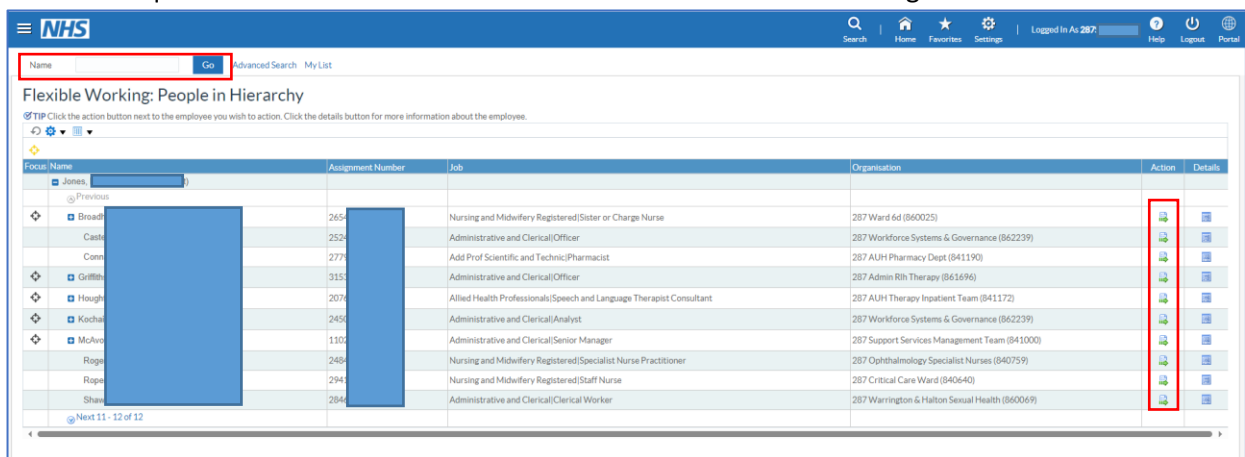 NHS
Search | Home Favorites Settings | Logged In As 287: Help Logout Portal
Name Go Advanced Search My List
Flexible Working: People in Hierarchy
TIP Click the action button next to the employee you wish to action. Click the details button for more information about the employee.
Focus Name Assignment Number Job Organisation Action Details
Jones,
Previous
Broadh 2654 Nursing and Midwifery Registered|Sister or Charge Nurse 287 Ward 6d (860025)
Caste 2524 Administrative and Clerical|Officer 287 Workforce Systems & Governance (862239)
Conn 2779 Add Prof Scientific and Technic|Pharmacist 287 AUH Pharmacy Dept (841190)
Griffith 315 Administrative and Clerical|Officer 287 Admin Rlh Therapy (861696)
Hough 2076 Allied Health Professionals|Speech and Language Therapist Consultant 287 AUH Therapy Inpatient Team (841172)
Kochal 2450 Administrative and Clerical|Analyst 287 Workforce Systems & Governance (862239)
McAvo 1102 Administrative and Clerical|Senior Manager 287 Support Services Management Team (841000)
Roge 2484 Nursing and Midwifery Registered|Specialist Nurse Practitioner 287 Ophthalmology Specialist Nurses (840759)
Rope 2941 Nursing and Midwifery Registered|Staff Nurse 287 Critical Care Ward (840640)
Shaw 2846 Administrative and Clerical|Clerical Worker 287 Warrington & Halton Sexual Health (860069)
Next 11 - 12 of 12